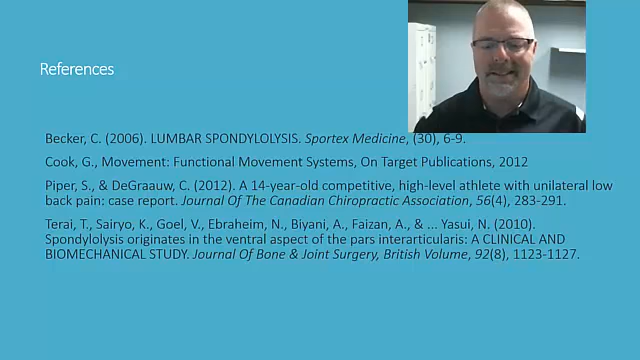 References
Becker, C. (2006). LUMBAR SPONDYLOLYSIS. Sportex Medicine, (30), 6-9.
Cook, G., Movement: Functional Movement Systems, On Target Publications, 2012
Piper, S., & DeGraauw, C. (2012). A 14-year-old competitive, high-level athlete with unilateral low
back pain: case report. Journal Of The Canadian Chiropractic Association, 56(4), 283-291.
Terai, T., Sairyo, K., Goel, V., Ebraheim, N., Biyani, A., Faizan, A., & ... Yasui, N. (2010).
Spondylolysis originates in the ventral aspect of the pars interarticularis: A CLINICAL AND
BIOMECHANICAL STUDY. Journal Of Bone & Joint Surgery, British Volume, 92(8), 1123-1127.